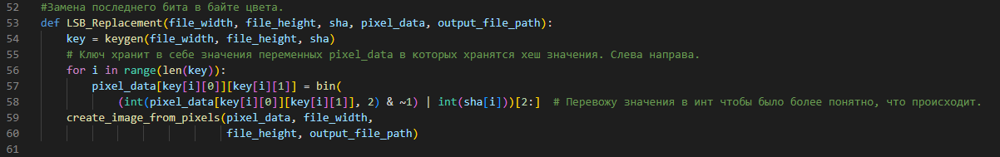 52 #Замена последнего бита в байте цвета.
53 def LSB_Replacement(file_width, file_height, sha, pixel_data, output_file_path):
54     key = keygen(file_width, file_height, sha)
55     # Ключ хранит в себе значения переменных pixel_data в которых хранятся хеш значения. Слева направа.
56     for i in range(len(key)):
57         pixel_data[key[i][0]][key[i][1]] = bin(
58             (int(pixel_data[key[i][0]][key[i][1]], 2) & ~1) | int(sha[i]))[2:]  # Перевожу значения в инт чтобы было более понятно, что происходит.
59     create_image_from_pixels(pixel_data, file_width,
60                              file_height, output_file_path)
61